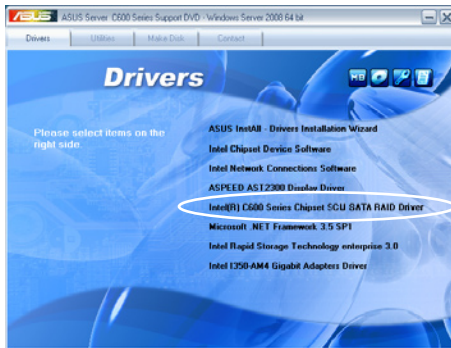 ASUS Server C600 Series Support DVD - Windows Server 2008 64 bit
Drivers
Utilities
Make Disk
Contact
Drivers
MB
Please select items on the
right side.
ASUS InstAll - Drivers Installation Wizard
Intel Chipset Device Software
Intel Network Connections Software
ASPEED AST2300 Display Driver
Intel(R) C600 Series Chipset SCU SATA RAID Driver
Microsoft .NET Framework 3.5 SP1
Intel Rapid Storage Technology enterprise 3.0
Intel I350-AM4 Gigabit Adapters Driver